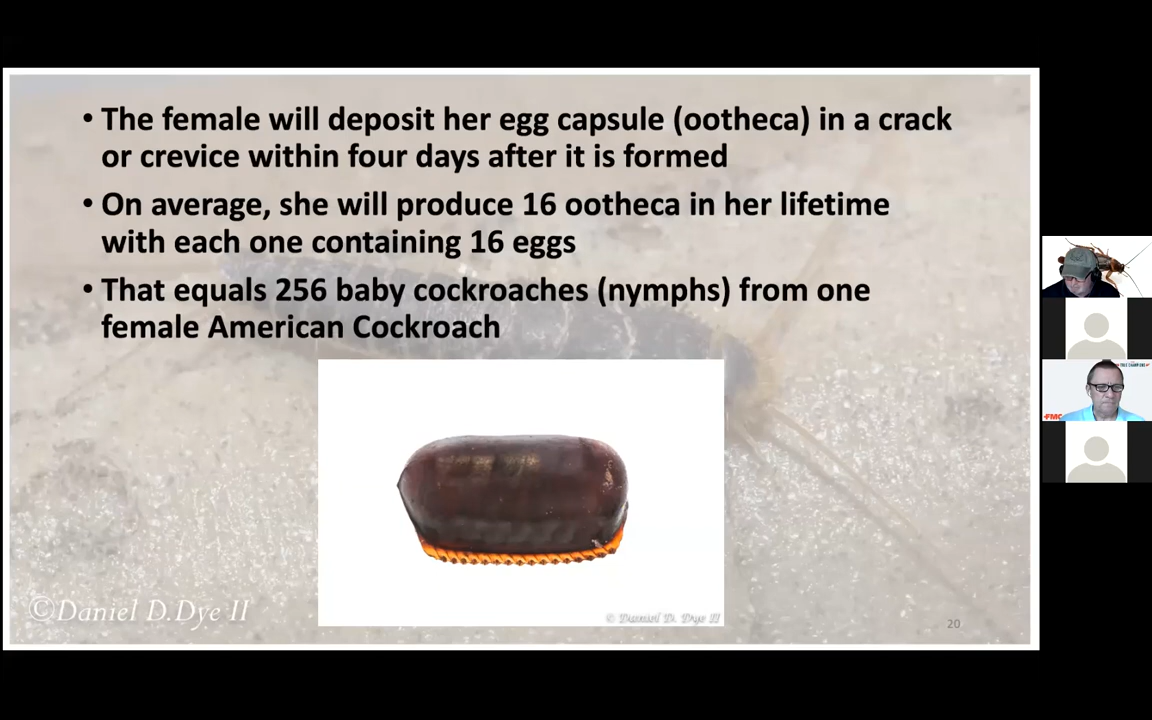 • The female will deposit her egg capsule (ootheca) in a crack
or crevice within four days after it is formed
• On average, she will produce 16 ootheca in her lifetime
with each one containing 16 eggs
• That equals 256 baby cockroaches (nymphs) from one
female American Cockroach
©Daniel D.Dye II
© Daniel D. Dye II
20
FMC